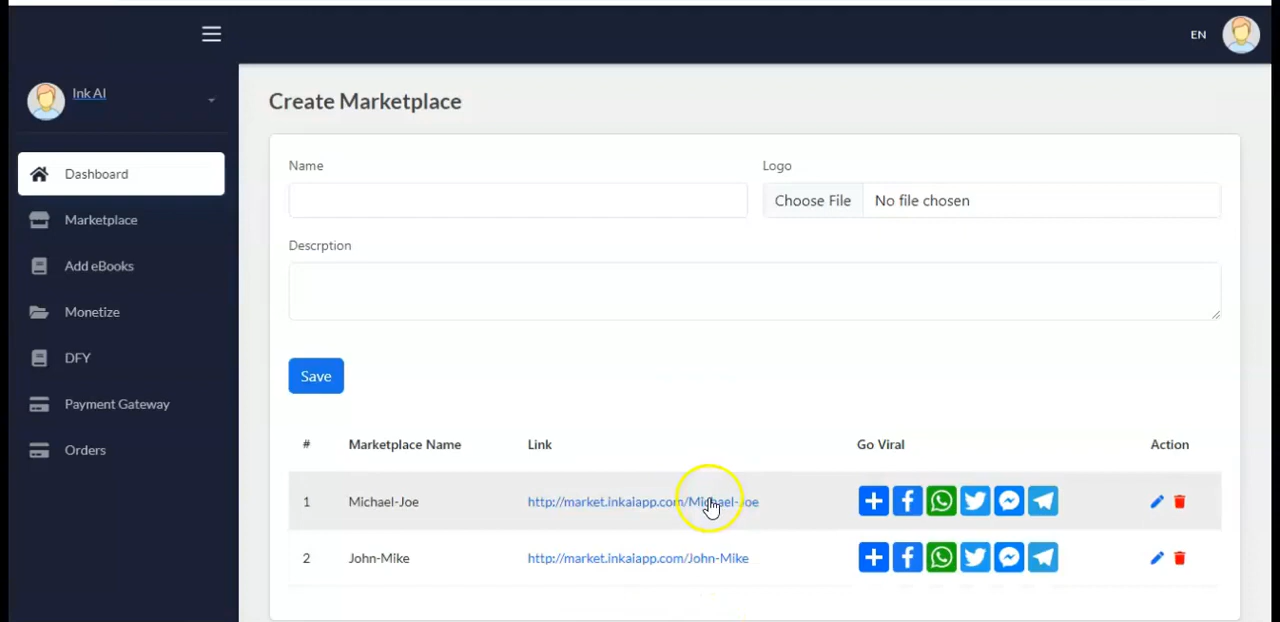 EN
Ink AI
Create Marketplace
Name
Logo
Choose File No file chosen
Descrption
Save
Dashboard
Marketplace
Add eBooks
Monetize
DFY
Payment Gateway
Orders
# Marketplace Name Link Go Viral Action
1 Michael-Joe http://market.inkaiapp.com/Michael-Joe
2 John-Mike http://market.inkaiapp.com/John-Mike